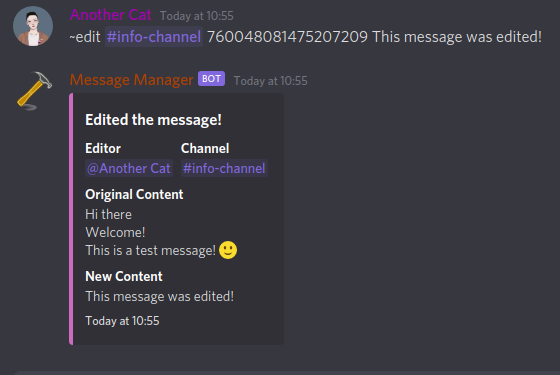 Another Cat Today at 10:55
~edit #info-channel 760048081475207209 This message was edited!
Message Manager BOT Today at 10:55
Edited the message!
Editor Channel
@Another Cat #info-channel
Original Content
Hi there
Welcome!
This is a test message! 🙂
New Content
This message was edited!
Today at 10:55